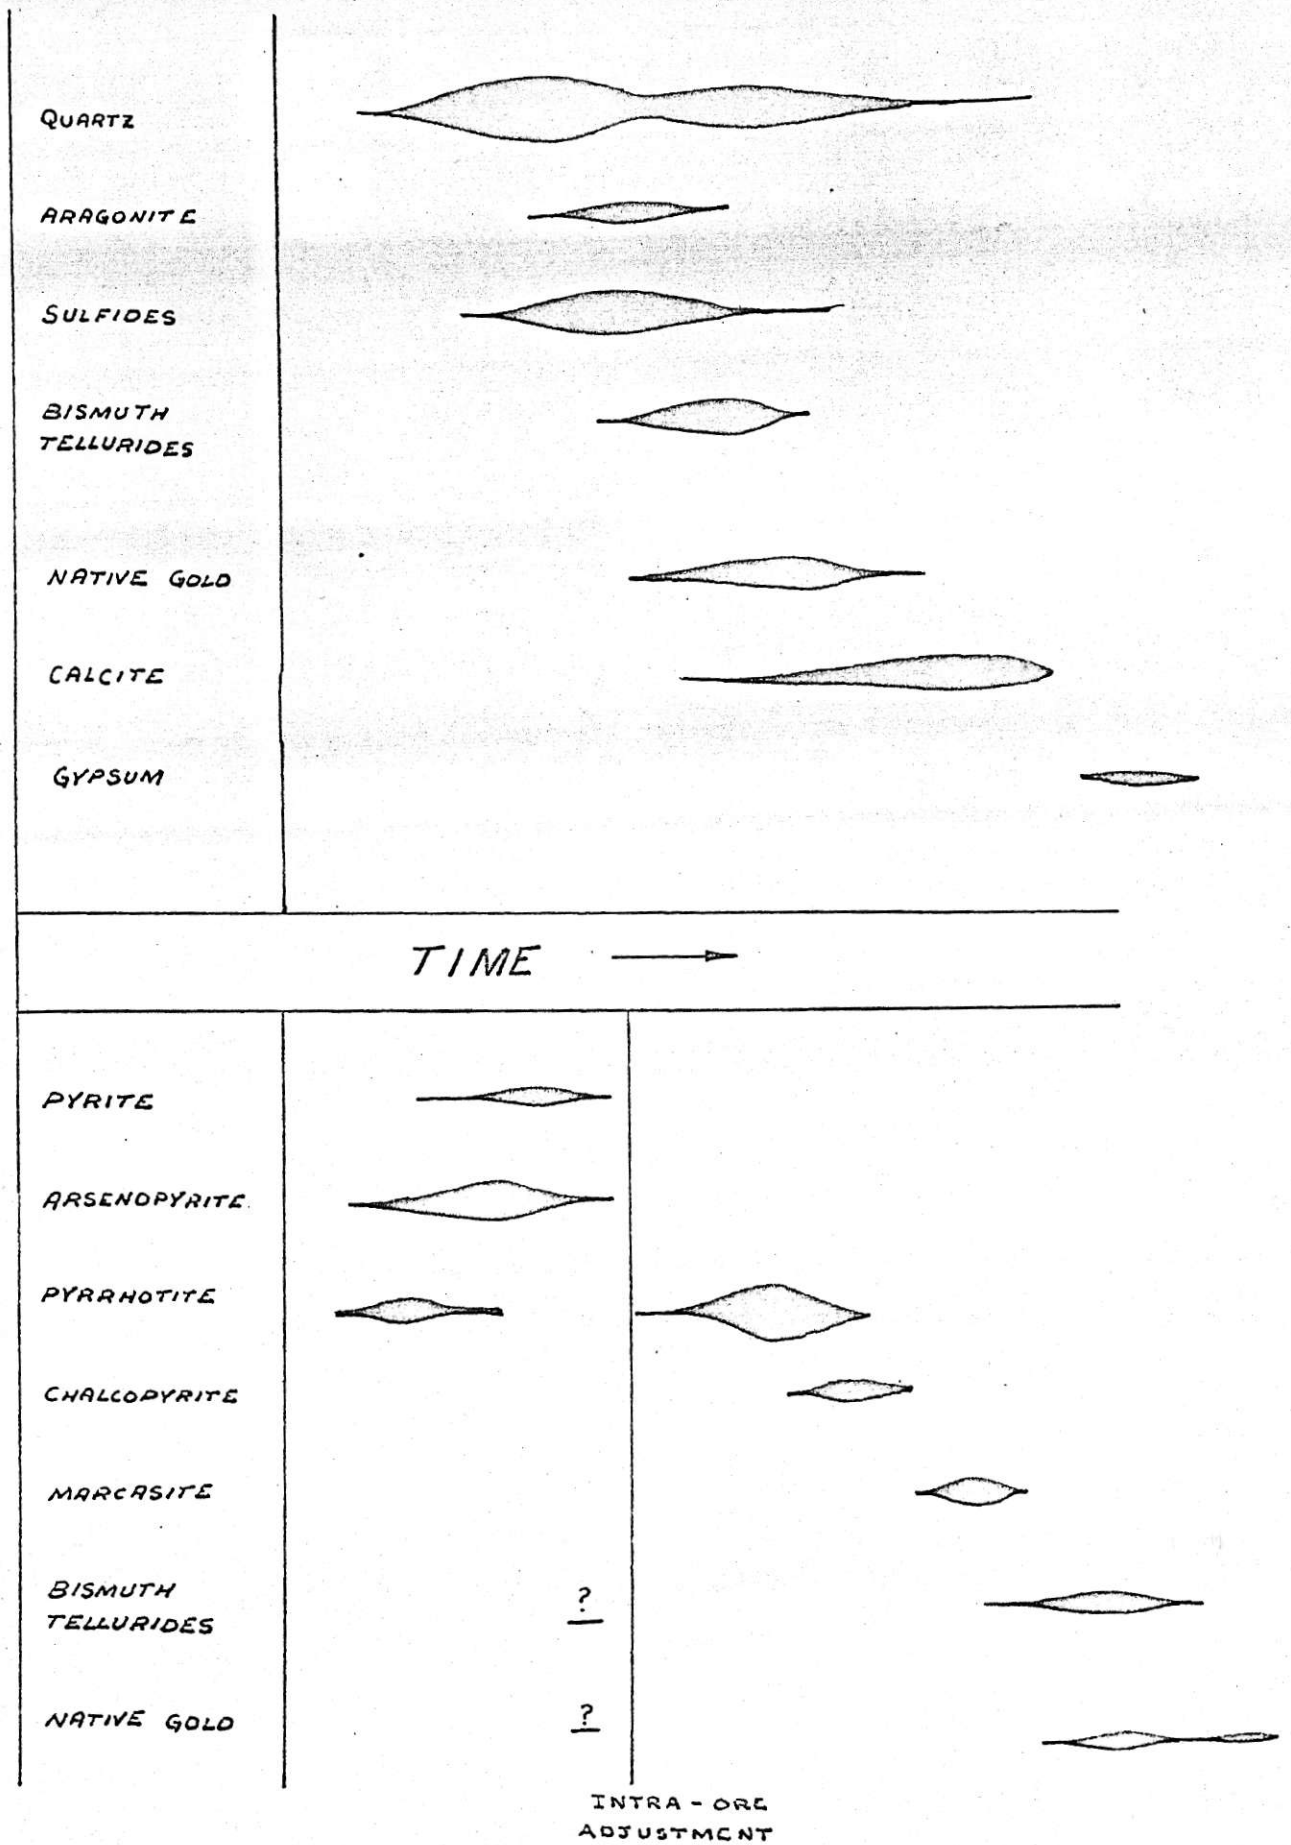 QUARTZ
ARAGONITE
SULFIDES
BISMUTH
TELLURIDES
NATIVE GOLD
CALCITE
GYPSUM
TIME
PYRITE
ARSENOPYRITE
PYRRHOTITE
CHALCOPYRITE
MARCASITE
BISMUTH
TELLURIDES
?
NATIVE GOLD
?
INTRA-ORE
ADJUSTMENT